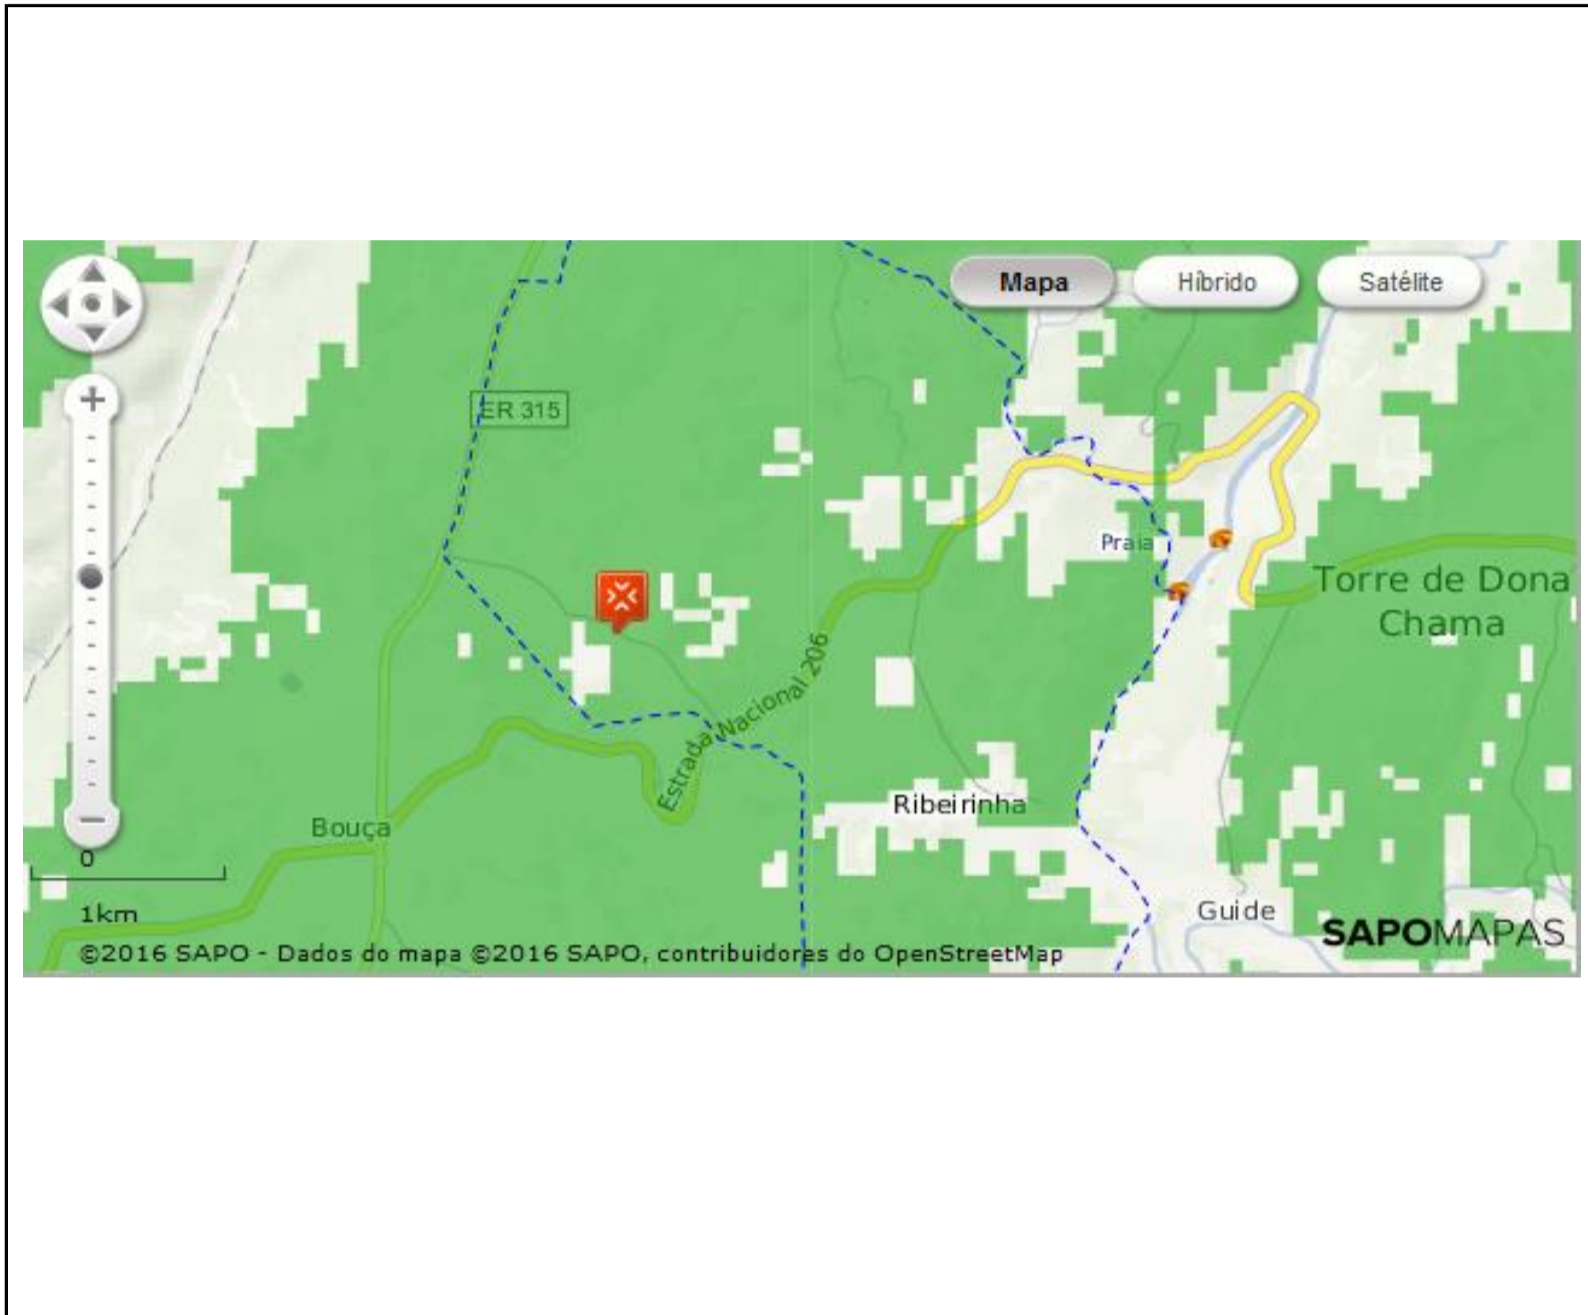 Mapa
Híbrido
Satélite
ER 315
Praia
Torre de Dona
Chama
Estrada Nacional 206
Ribeirinha
Bouça
0
1km
Guide
SAPOMAPAS
©2016 SAPO - Dados do mapa ©2016 SAPO, contribuidores do OpenStreetMap